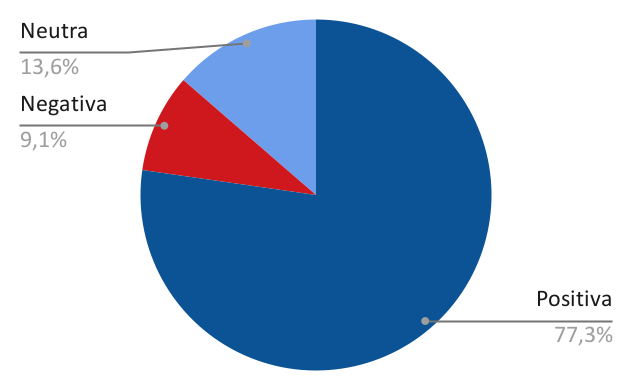 Neutra
13,6%
Negativa
9,1%
Positiva
77,3%